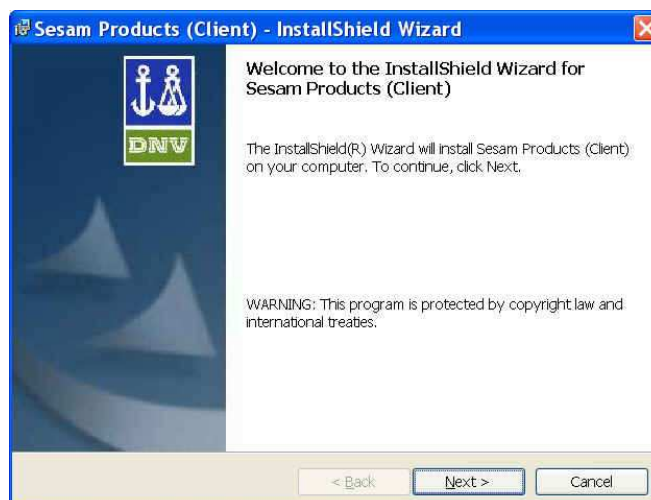 Sesam Products (Client) - InstallShield Wizard
DNV
Welcome to the InstallShield Wizard for
Sesam Products (Client)
The InstallShield(R) Wizard will install Sesam Products (Client)
on your computer. To continue, click Next.
WARNING: This program is protected by copyright law and
international treaties.
< Back
Next >
Cancel